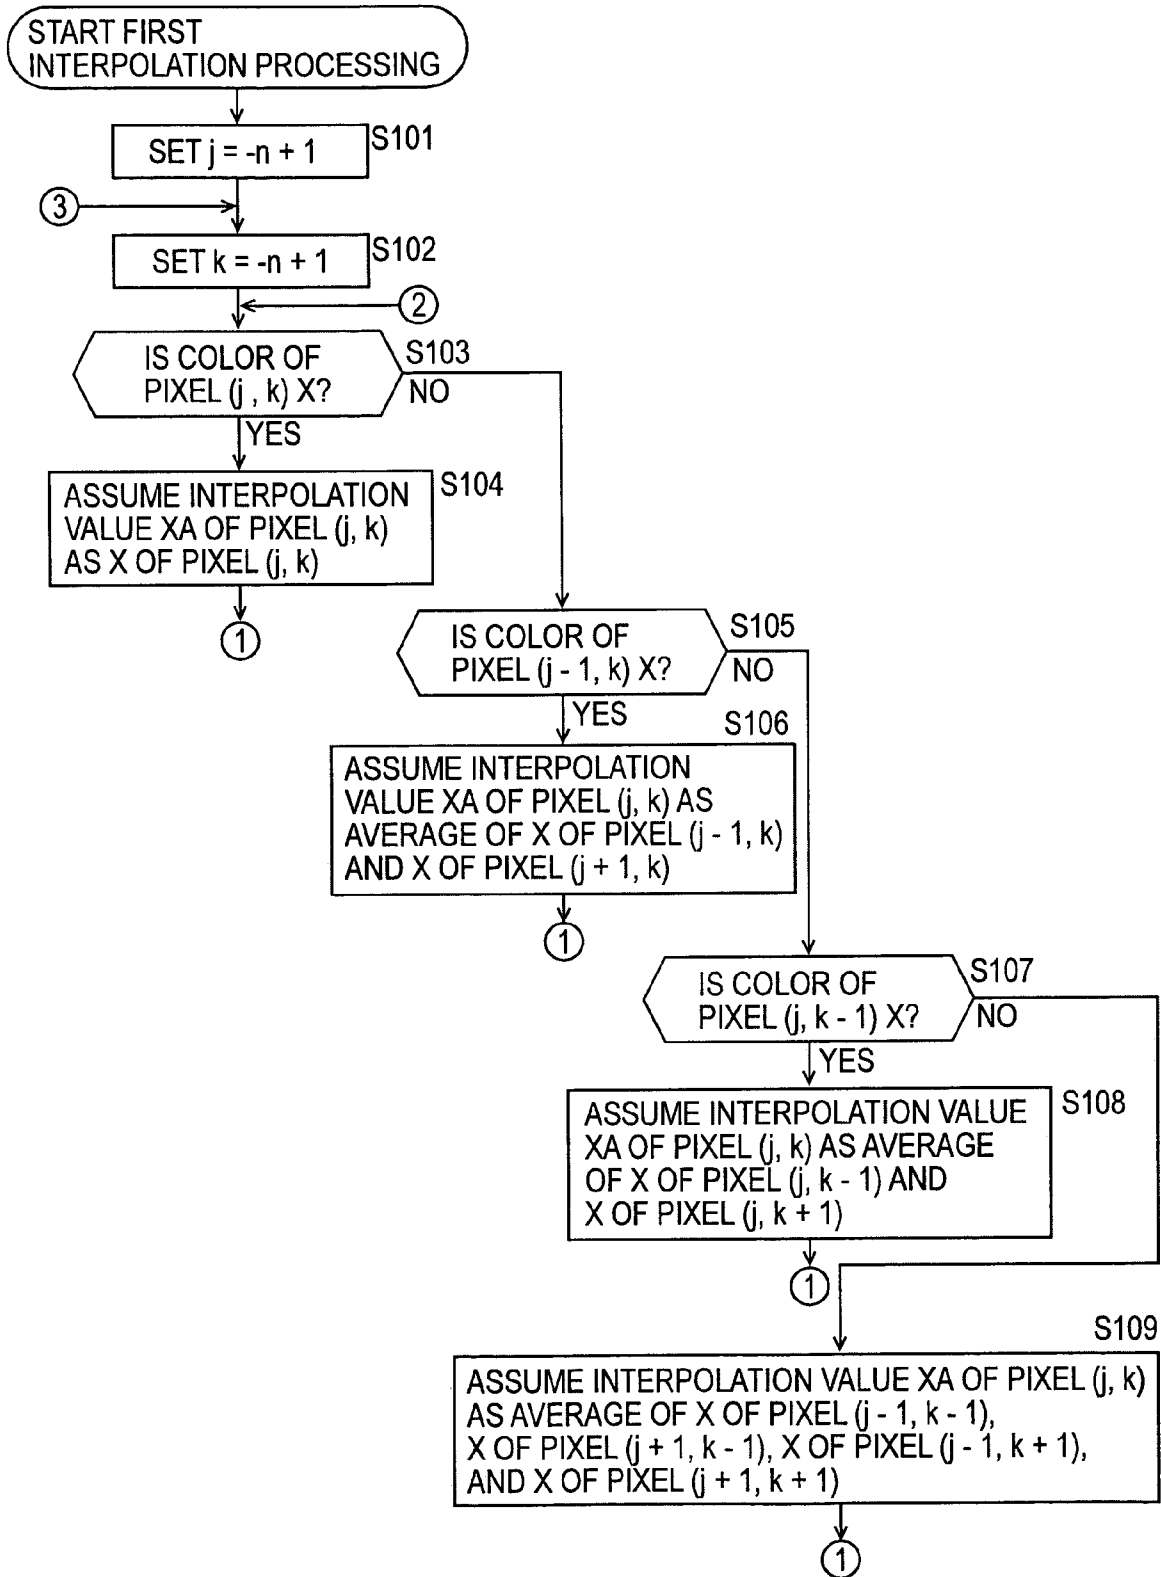 START FIRST
INTERPOLATION PROCESSING
SET j = -n + 1
S101
3
SET k = -n + 1
S102
2
IS COLOR OF
PIXEL (j , k) X?
S103
NO
YES
ASSUME INTERPOLATION
VALUE XA OF PIXEL (j, k)
AS X OF PIXEL (j, k)
S104
1
IS COLOR OF
PIXEL (j - 1, k) X?
S105
NO
YES
S106
ASSUME INTERPOLATION
VALUE XA OF PIXEL (j, k) AS
AVERAGE OF X OF PIXEL (j - 1, k)
AND X OF PIXEL (j + 1, k)
1
IS COLOR OF
PIXEL (j, k - 1) X?
S107
NO
YES
ASSUME INTERPOLATION VALUE
XA OF PIXEL (j, k) AS AVERAGE
OF X OF PIXEL (j, k - 1) AND
X OF PIXEL (j, k + 1)
S108
1
S109
ASSUME INTERPOLATION VALUE XA OF PIXEL (j, k)
AS AVERAGE OF X OF PIXEL (j - 1, k - 1),
X OF PIXEL (j + 1, k - 1), X OF PIXEL (j - 1, k + 1),
AND X OF PIXEL (j + 1, k + 1)
1